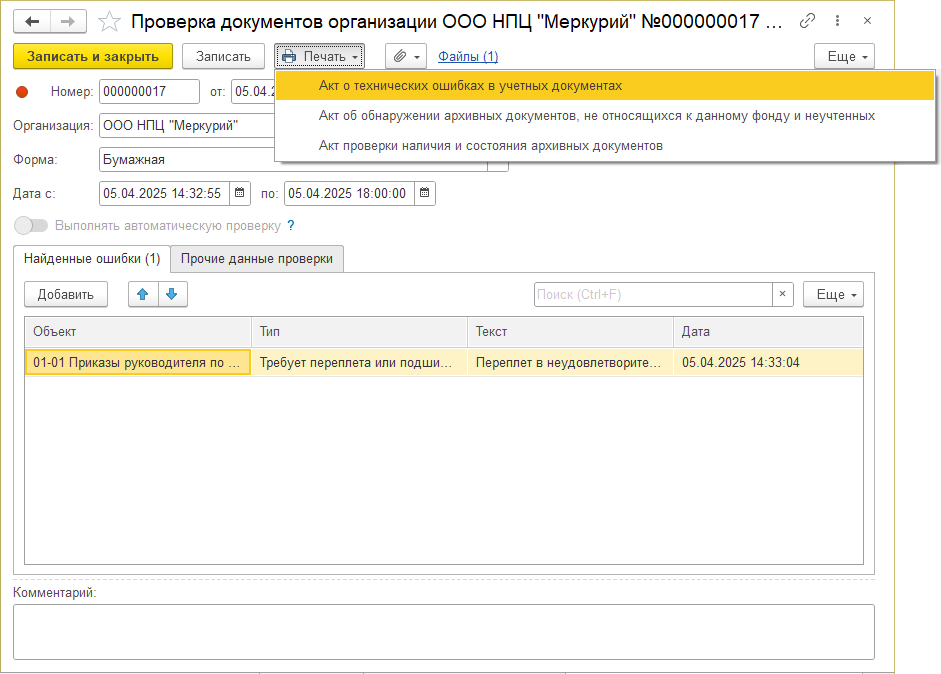 Проверка документов организации ООО НПЦ "Меркурий" №000000017 ...
Записать и закрыть Записать Печать Файлы (1) Еще
Акт о технических ошибках в учетных документах
Акт об обнаружении архивных документов, не относящихся к данному фонду и неучтенных
Акт проверки наличия и состояния архивных документов
Номер: 000000017 от: 05.04.2
Организация: ООО НПЦ "Меркурий"
Форма: Бумажная
Дата с: 05.04.2025 14:32:55 по: 05.04.2025 18:00:00
Выполнять автоматическую проверку ?
Найденные ошибки (1) Прочие данные проверки
Добавить Поиск (Ctrl+F) × Еще
Объект Тип Текст Дата
01-01 Приказы руководителя по ... Требует переплета или подши... Переплет в неудовлетворите... 05.04.2025 14:33:04
Комментарий: